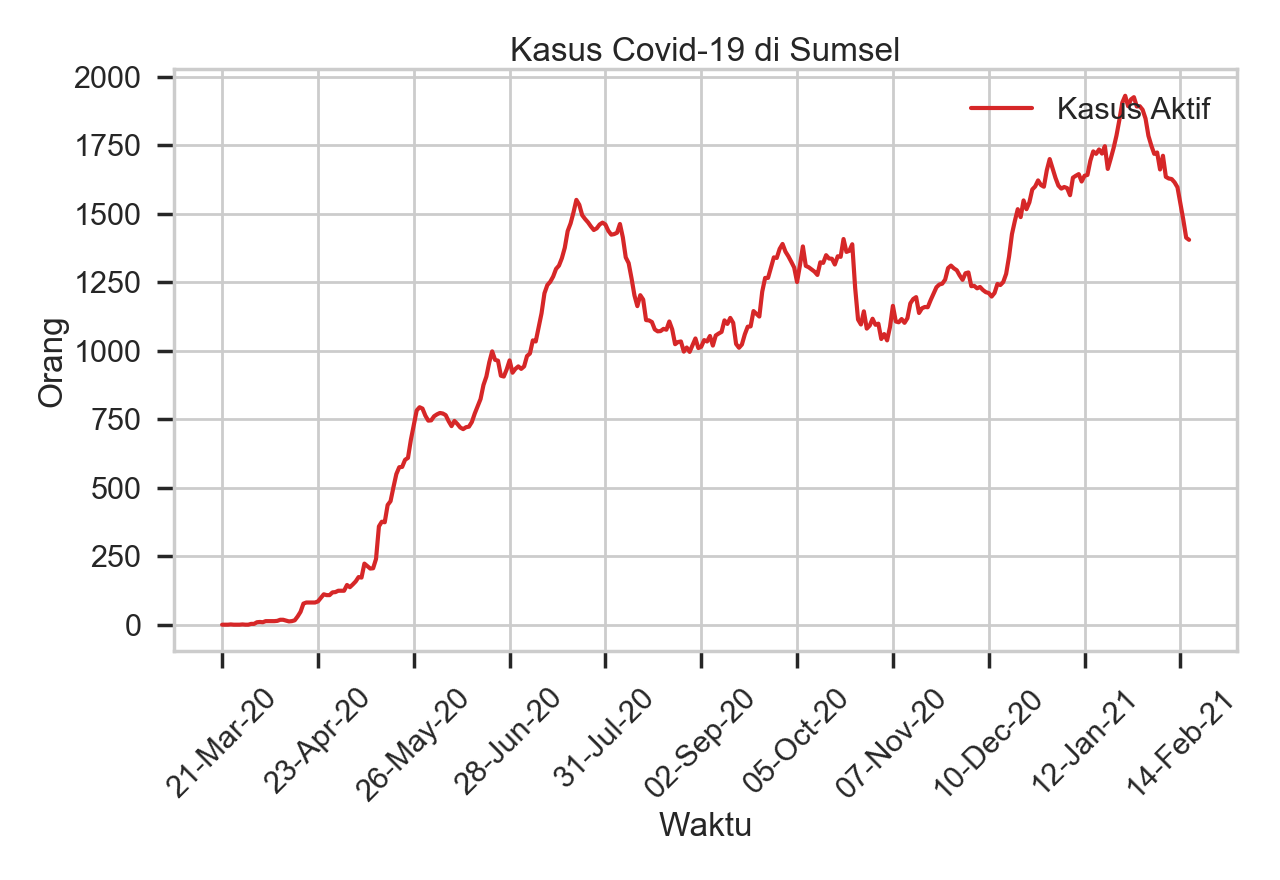 Kasus Covid-19 di Sumsel
Kasus Aktif
Orang
2000
1750
1500
1250
1000
750
500
250
0
21-Mar-20
23-Apr-20
26-May-20
28-Jun-20
31-Jul-20
02-Sep-20
05-Oct-20
07-Nov-20
10-Dec-20
12-Jan-21
14-Feb-21
Waktu